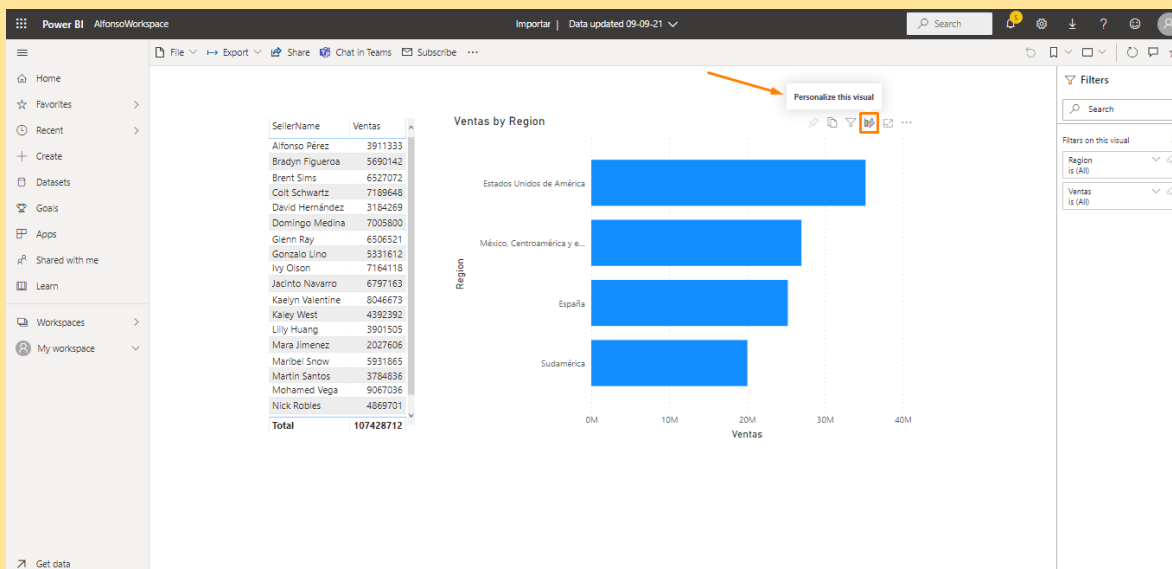 Power BI AlfonsoWorkspace
Importar | Data updated 09-09-21
Search
5
File
Export
Share
Chat in Teams
Subscribe
Home
Favorites
Recent
Create
Datasets
Goals
Apps
Shared with me
Learn
Workspaces
My workspace
Get data
SellerName Ventas
Alfonso Pérez 3911333
Bradyn Figueroa 5690142
Brent Sims 6527072
Colt Schwartz 7189648
David Hernández 3184269
Domingo Medina 7005800
Glenn Ray 6506521
Gonzalo Lino 5331612
Ivy Olson 7164118
Jacinto Navarro 6797163
Kaelyn Valentine 8046673
Kaley West 4392392
Lilly Huang 3901505
Mara Jimenez 2027606
Maribel Snow 5931865
Martin Santos 3784836
Mohamed Vega 9067036
Nick Robles 4869701
Total 107428712
Personalize this visual
Ventas by Region
Region
Estados Unidos de América
México, Centroamérica y e...
España
Sudamérica
0M 10M 20M 30M 40M
Ventas
Filters
Search
Filters on this visual
Region
is (All)
Ventas
is (All)